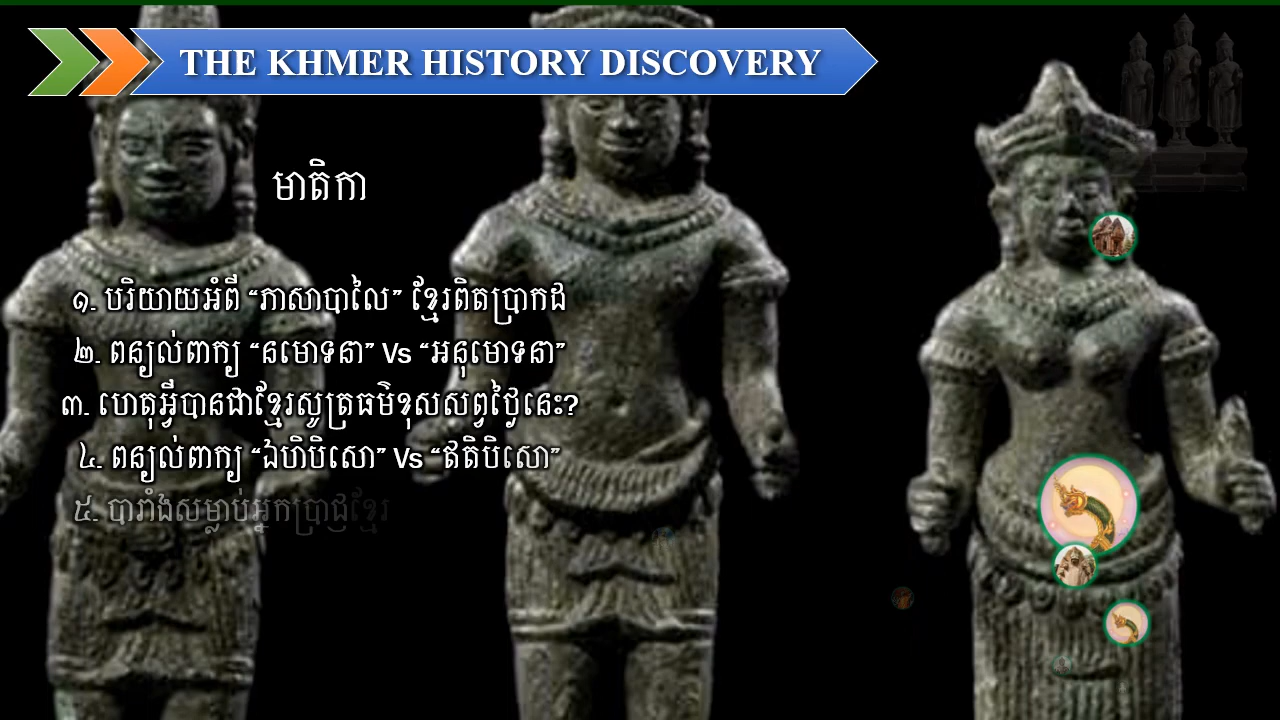 THE KHMER HISTORY DISCOVERY
មាតិកា
១. បរិយាយអំពី “ភាសាបាលៃ” ខ្មែរពិតប្រាកដ
២. ពន្យល់ពាក្យ “នមោទនា” Vs “អនុមោទនា”
៣. ហេតុអ្វីបានជាខ្មែរសូត្រធម៌ខុសសព្វថ្ងៃនេះ?
៤. ពន្យល់ពាក្យ “ឯហិបិសោ” Vs “ឥតិបិសោ”
៥. បារាំងសម្លាប់អ្នកប្រាជ្ញខ្មែរ